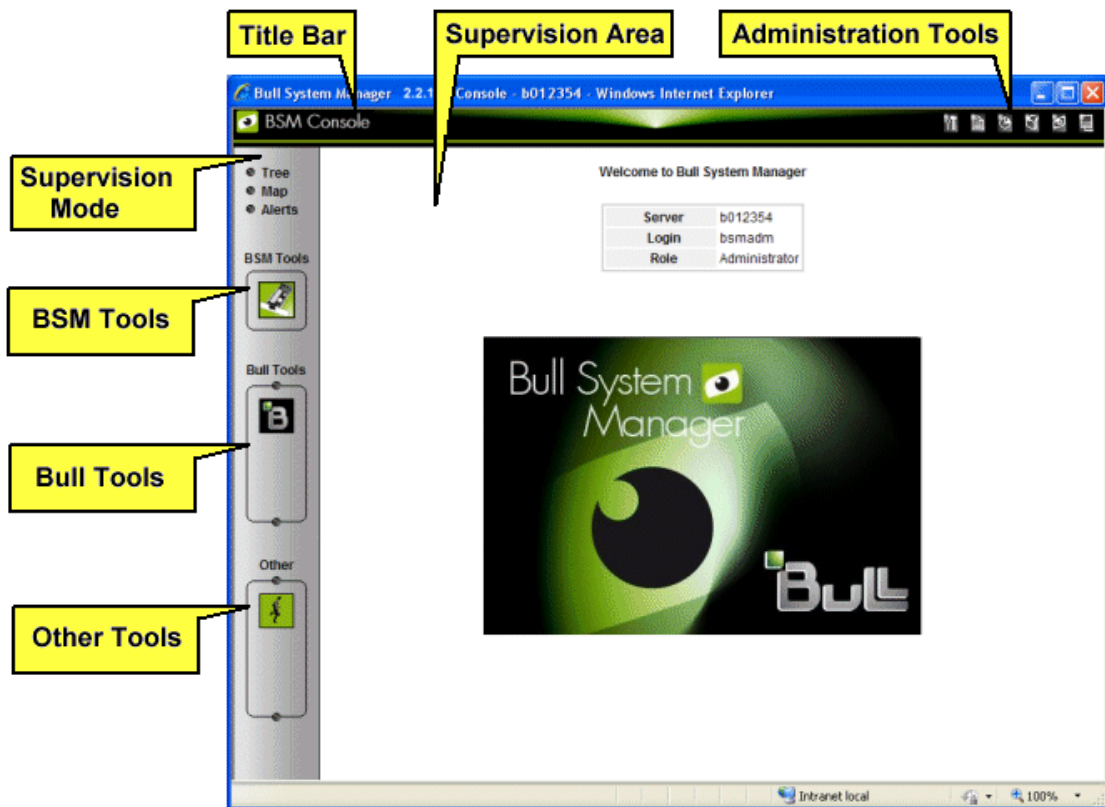 Title Bar
Supervision Area
Administration Tools
Bull System Manager 2.2.1 Console - b012354 - Windows Internet Explorer
BSM Console
Supervision
Mode
Tree
Map
Alerts
Welcome to Bull System Manager
Server b012354
Login bsmadm
Role Administrator
BSM Tools
BSM Tools
Bull Tools
B
Bull Tools
Other
Other Tools
Bull System
Manager
Bull
Intranet local
100%